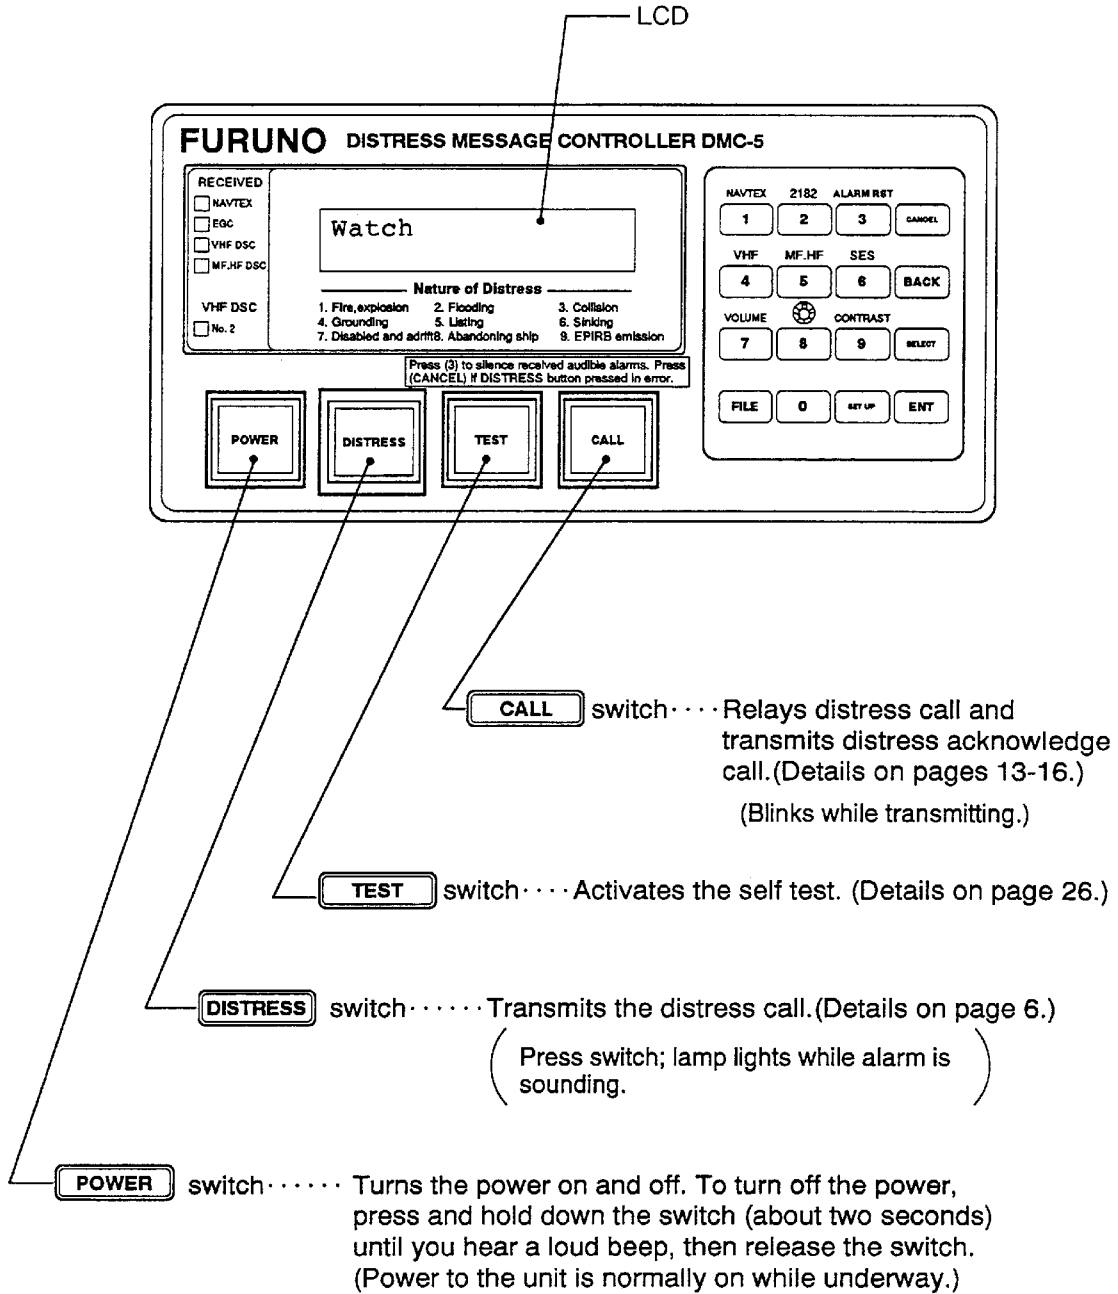 LCD
FURUNO DISTRESS MESSAGE CONTROLLER DMC-5
RECEIVED
NAVTEX
EGC
VHF DSC
MF.HF DSC
VHF DSC
No. 2
Watch
Nature of Distress
1. Fire,explosion 2. Flooding 3. Collision
4. Grounding 5. Listing 6. Sinking
7. Disabled and adrift8. Abandoning ship 9. EPIRB emission
Press (3) to silence received audible alarms. Press
(CANCEL) if DISTRESS button pressed in error.
POWER DISTRESS TEST CALL
NAVTEX 2182 ALARM RST
1 2 3 CANCEL
VHF MF.HF SES
4 5 6 BACK
VOLUME CONTRAST
7 8 9 SELECT
FILE 0 SET UP ENT
CALL switch ···· Relays distress call and
transmits distress acknowledge
call.(Details on pages 13-16.)
(Blinks while transmitting.)
TEST switch ···· Activates the self test. (Details on page 26.)
DISTRESS switch ······ Transmits the distress call.(Details on page 6.)
Press switch; lamp lights while alarm is
sounding.
POWER switch ······ Turns the power on and off. To turn off the power,
press and hold down the switch (about two seconds)
until you hear a loud beep, then release the switch.
(Power to the unit is normally on while underway.)